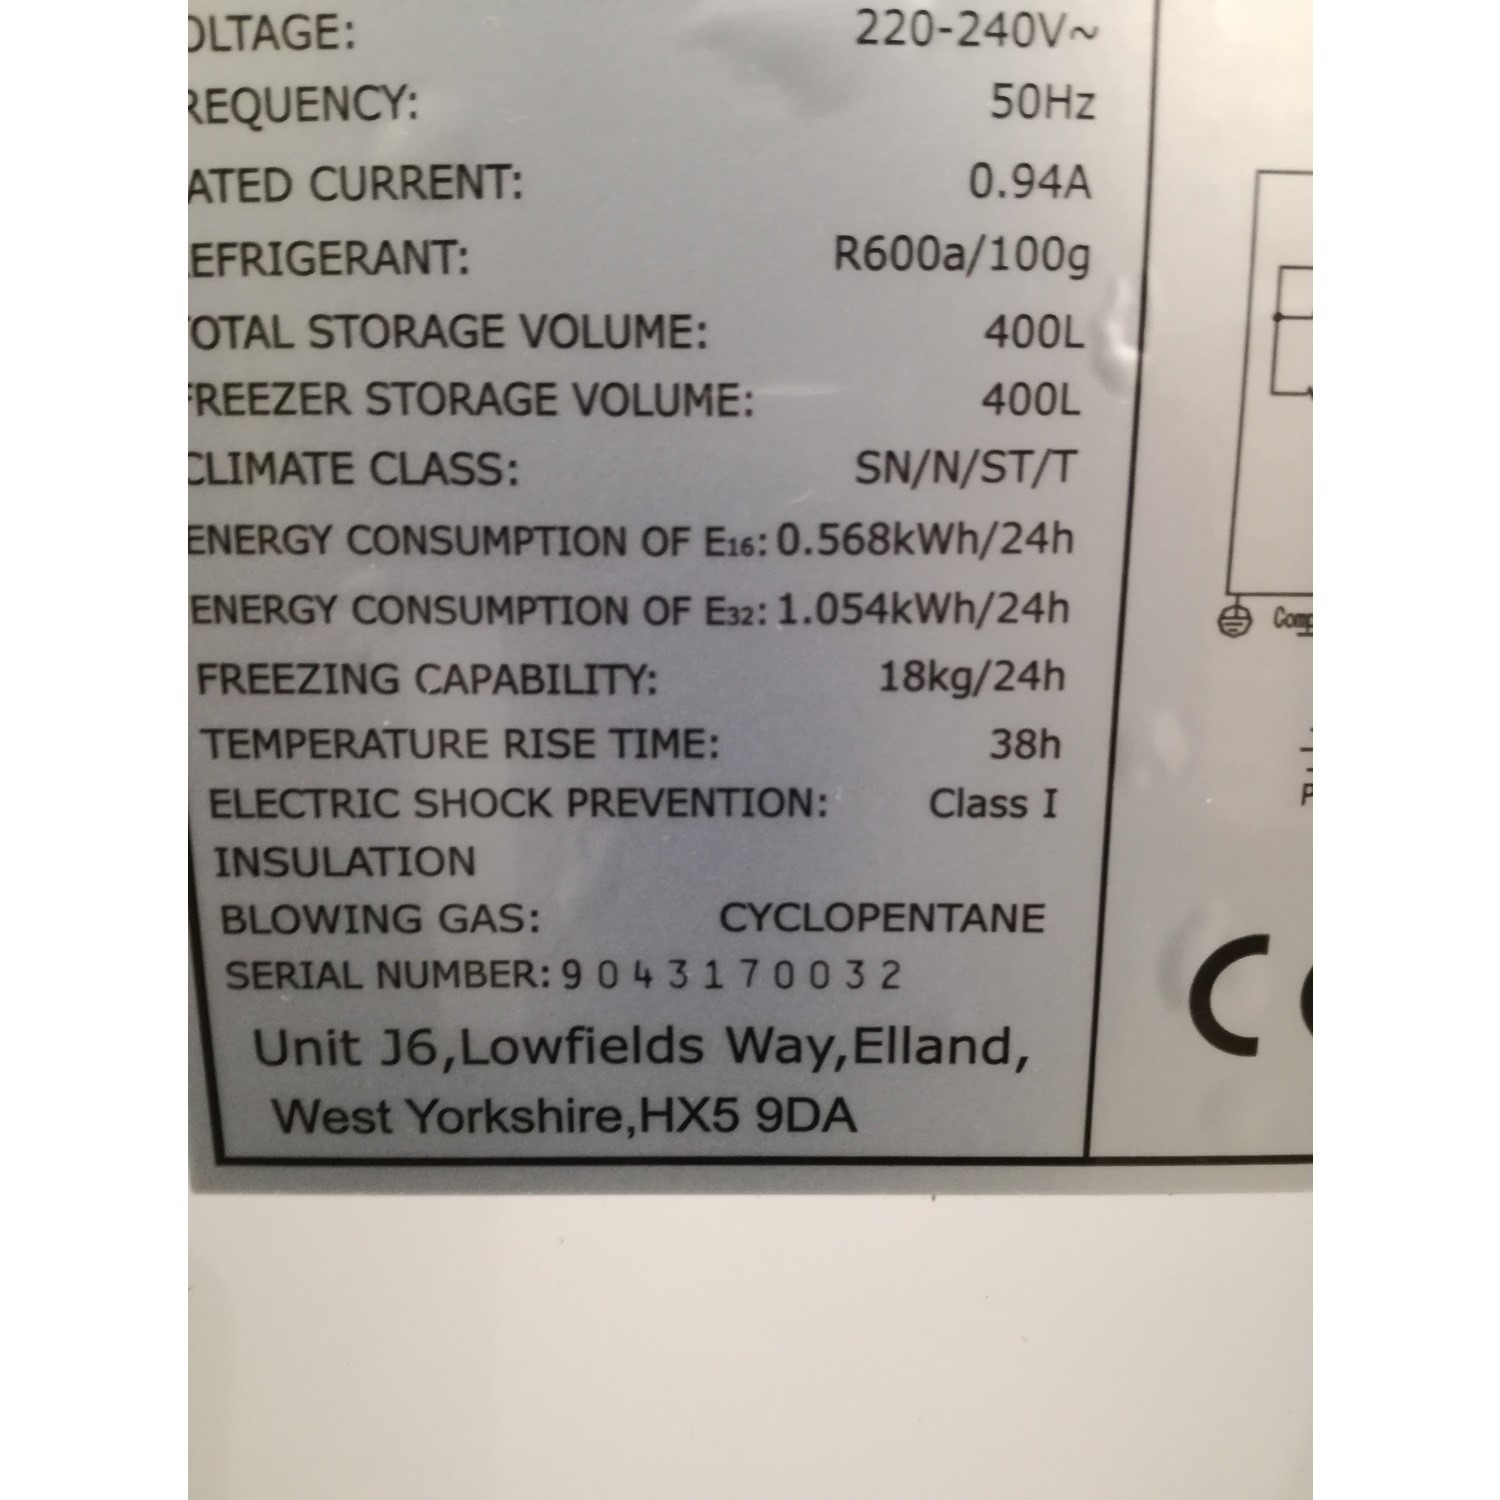 OLTAGE: 220-240V~
REQUENCY: 50Hz
ATED CURRENT: 0.94A
EFRIGERANT: R600a/100g
OTAL STORAGE VOLUME: 400L
FREEZER STORAGE VOLUME: 400L
CLIMATE CLASS: SN/N/ST/T
ENERGY CONSUMPTION OF E16: 0.568kWh/24h
ENERGY CONSUMPTION OF E32: 1.054kWh/24h
Comp
FREEZING CAPABILITY: 18kg/24h
TEMPERATURE RISE TIME: 38h
P
ELECTRIC SHOCK PREVENTION: Class I
INSULATION
BLOWING GAS: CYCLOPENTANE
SERIAL NUMBER: 9043170032
CE
Unit J6,Lowfields Way,Elland,
West Yorkshire,HX5 9DA